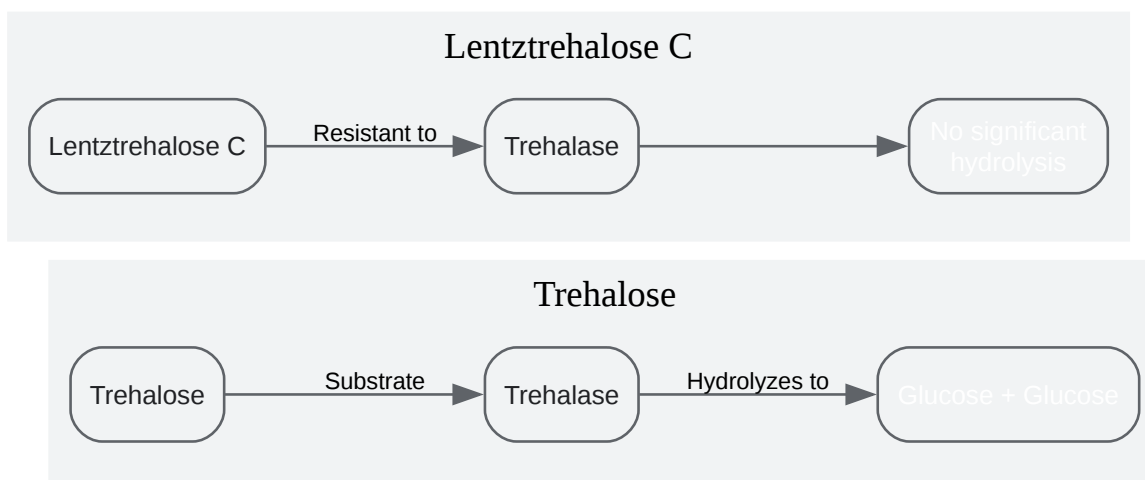 Lentztrehalose C
Lentztrehalose C
Resistant to
Trehalase
No significant
hydrolysis
Trehalose
Trehalose
Substrate
Trehalase
Hydrolyzes to
Glucose + Glucose